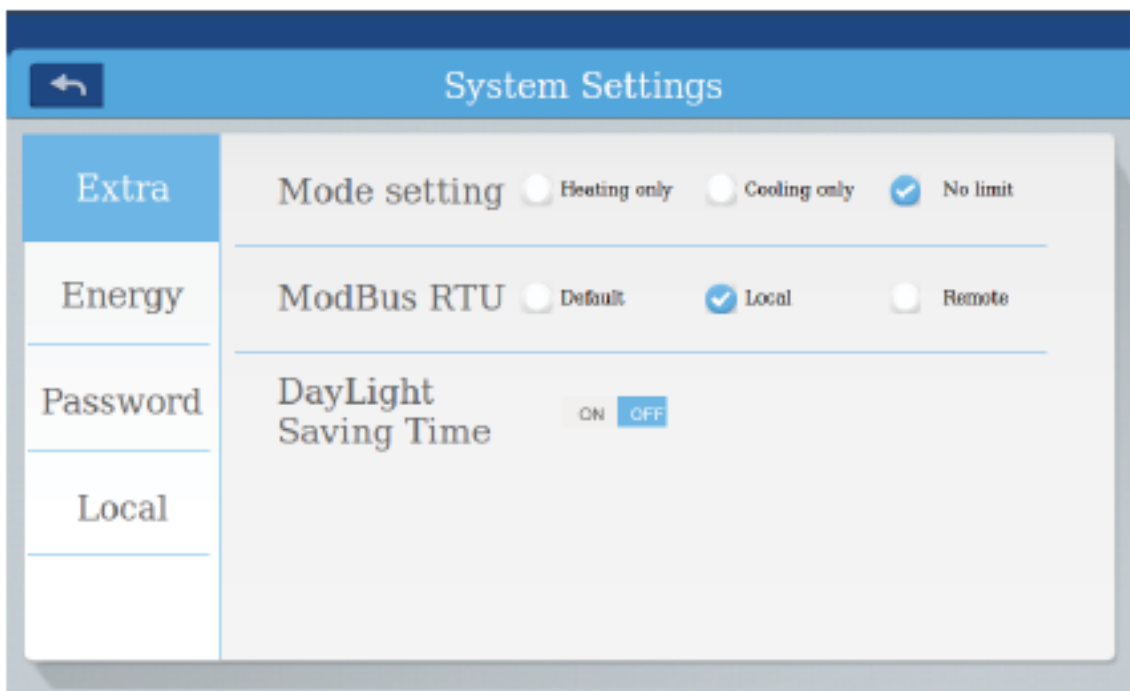 System Settings
Extra
Mode setting Heating only Cooling only No limit
Energy
ModBus RTU Default Local Remote
Password
DayLight
Saving Time
ON OFF
Local